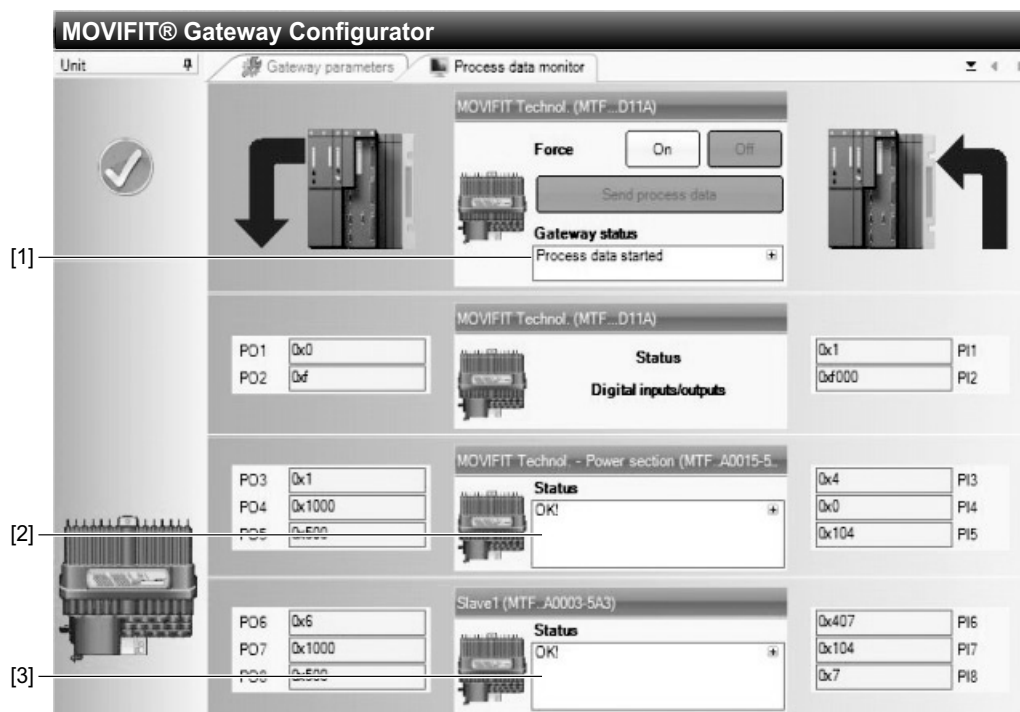 MOVIFIT® Gateway Configurator
Unit
Gateway parameters
Process data monitor
MOVIFIT Technol. (MTF...D11A)
Force On Off
Send process data
Gateway status
[1] Process data started
MOVIFIT Technol. (MTF...D11A)
PO1 0x0 Status 0x1 PI1
PO2 0xf Digital inputs/outputs 0xf000 PI2
MOVIFIT Technol. - Power section (MTF..A0015-5..
PO3 0x1 Status 0x4 PI3
PO4 0x1000 OK! 0x0 PI4
[2] PO5 0x500 0x104 PI5
Slave1 (MTF..A0003-5A3)
PO6 0x6 Status 0x407 PI6
PO7 0x1000 OK! 0x104 PI7
[3] PO8 0x500 0x7 PI8